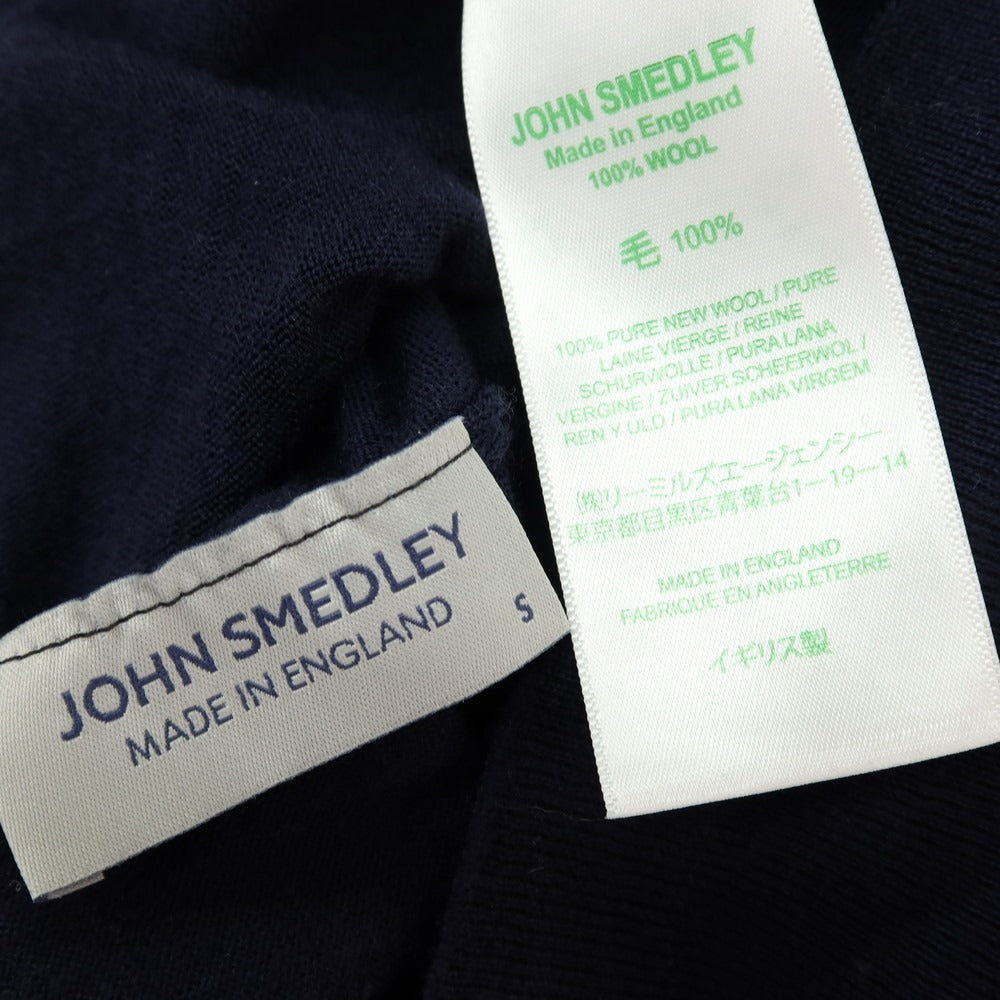 JOHN SMEDLEY
MADE IN ENGLAND
S
JOHN SMEDLEY
Made in England
100% WOOL
毛 100%
100% PURE NEW WOOL / PURE
LAINE VIERGE / REINE
SCHURWOLLE / PURA LANA
VERGINE / ZUIVER SCHEERWOL /
REN Y ULD / PURA LANA VIRGEM
㈱リーミルズエージェンシー
東京都目黒区青葉台1－19－14
MADE IN ENGLAND
FABRIQUE EN ANGLETERRE
イギリス製